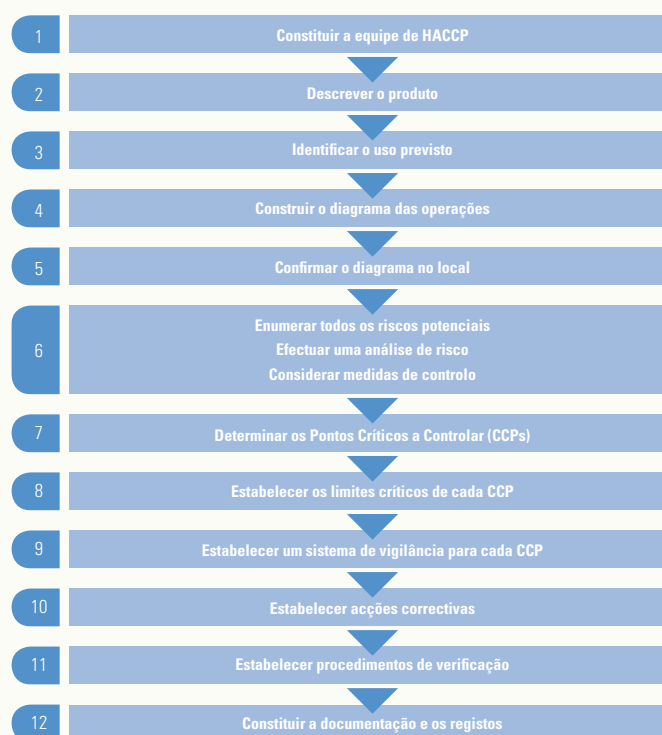 1 Constituir a equipe de HACCP
2 Descrever o produto
3 Identificar o uso previsto
4 Construir o diagrama das operações
5 Confirmar o diagrama no local
6 Enumerar todos os riscos potenciais
Efectuar uma análise de risco
Considerar medidas de controlo
7 Determinar os Pontos Críticos a Controlar (CCPs)
8 Estabelecer os limites críticos de cada CCP
9 Estabelecer um sistema de vigilância para cada CCP
10 Estabelecer acções correctivas
11 Estabelecer procedimentos de verificação
12 Constituir a documentação e os registos